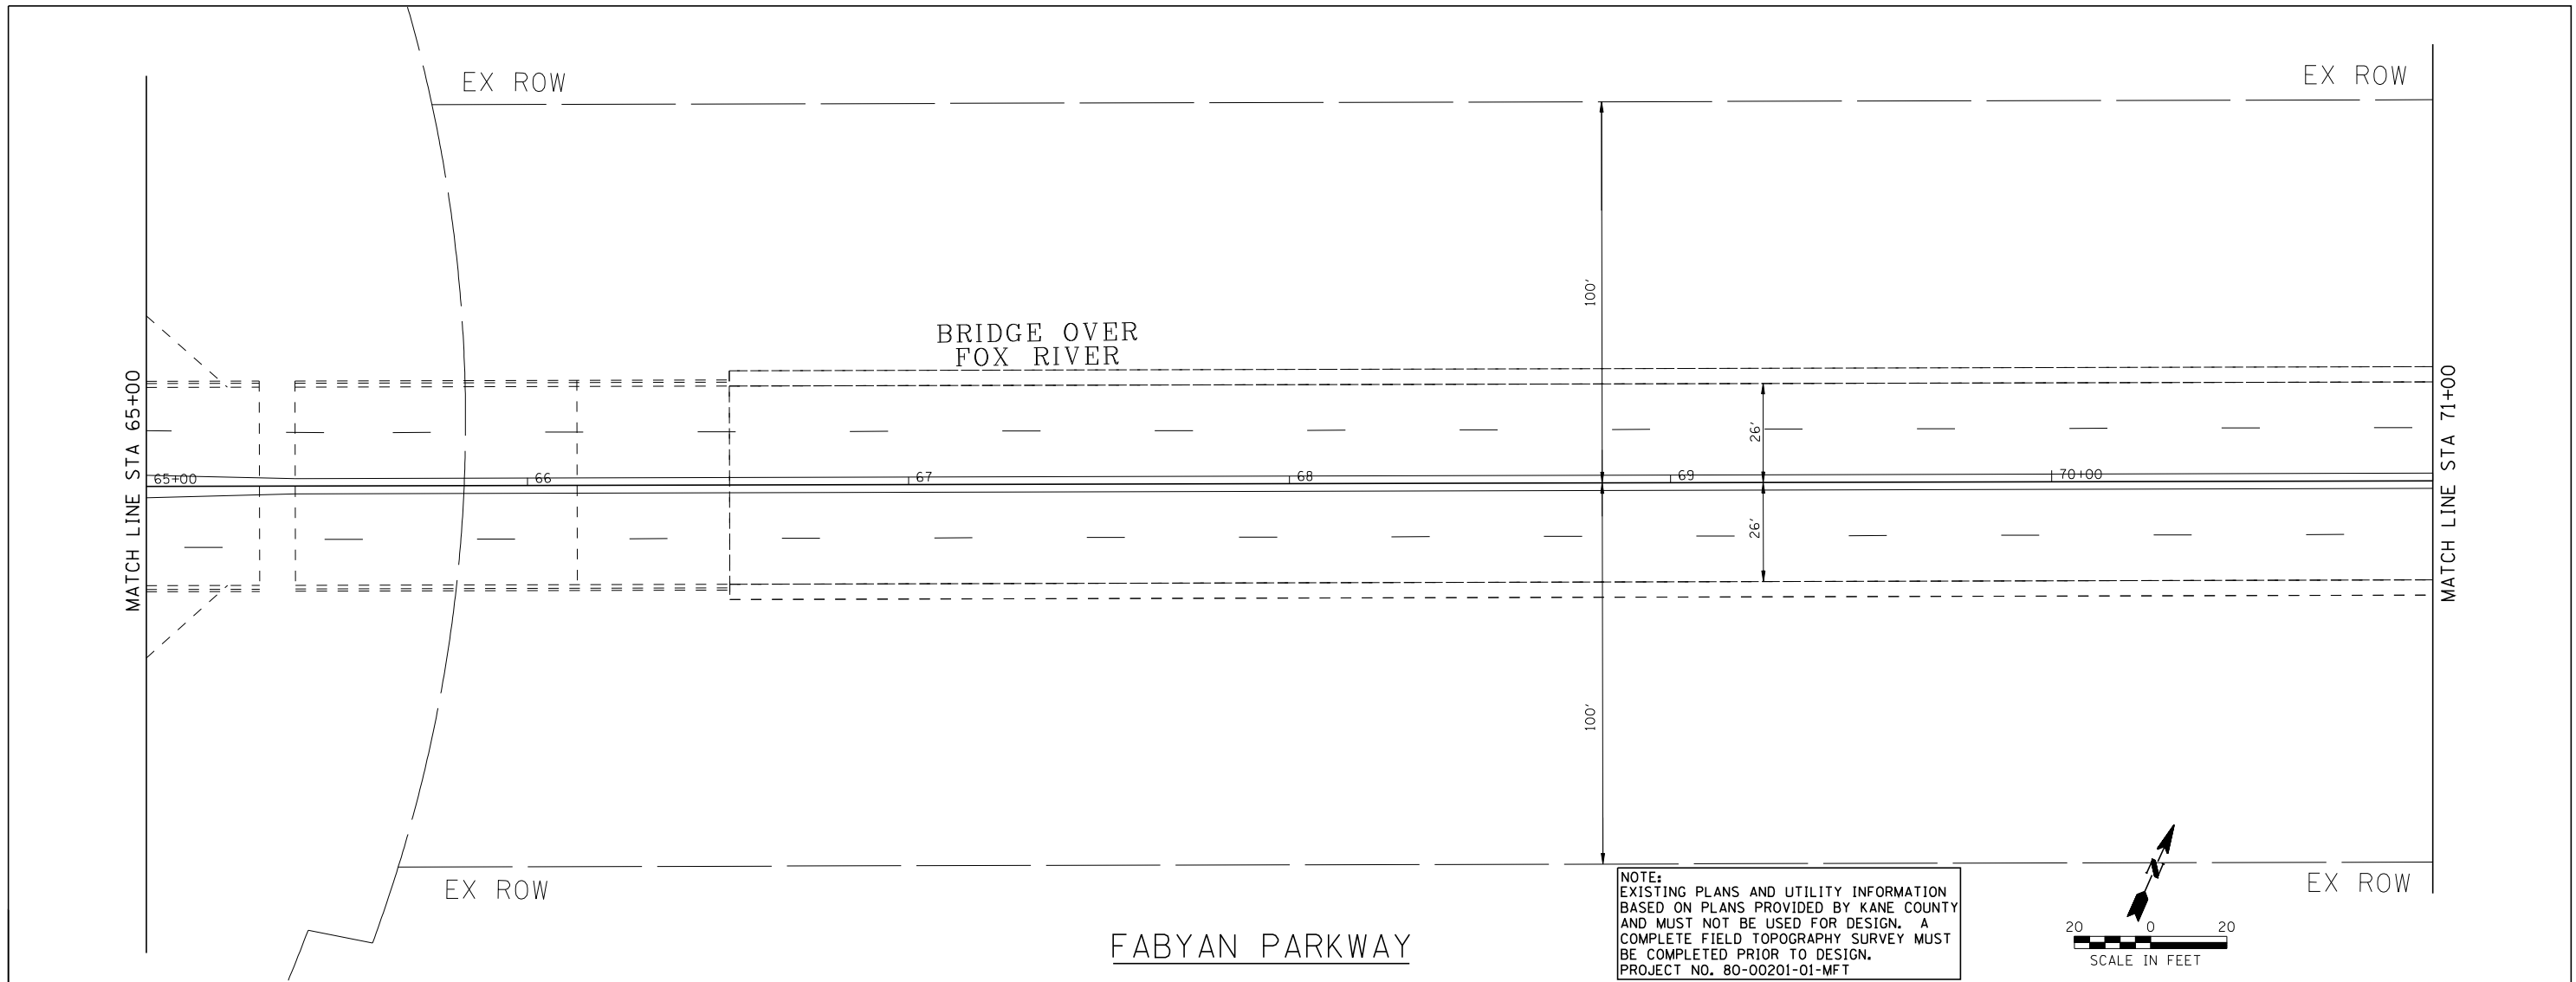 EX ROW
EX ROW
100'
BRIDGE OVER
FOX RIVER
MATCH LINE STA 65+00
MATCH LINE STA 71+00
26'
65+00
66
67
68
69
70+00
26'
100'
EX ROW
EX ROW
FABYAN PARKWAY
NOTE:
EXISTING PLANS AND UTILITY INFORMATION
BASED ON PLANS PROVIDED BY KANE COUNTY
AND MUST NOT BE USED FOR DESIGN. A
COMPLETE FIELD TOPOGRAPHY SURVEY MUST
BE COMPLETED PRIOR TO DESIGN.
PROJECT NO. 80-00201-01-MFT
N
20 0 20
SCALE IN FEET